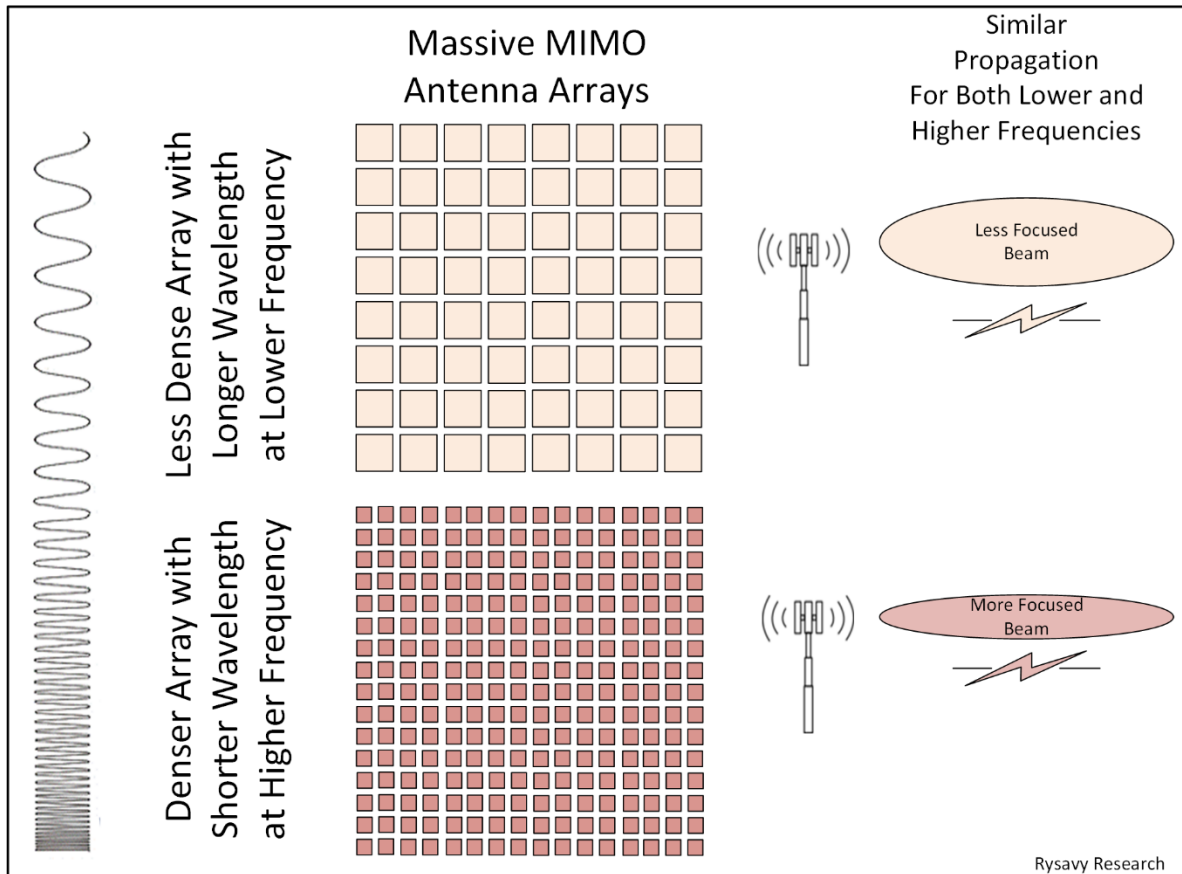 Massive MIMO
Antenna Arrays
Similar
Propagation
For Both Lower and
Higher Frequencies
Less Dense Array with
Longer Wavelength
at Lower Frequency
Less Focused
Beam
Denser Array with
Shorter Wavelength
at Higher Frequency
More Focused
Beam
Rysavy Research